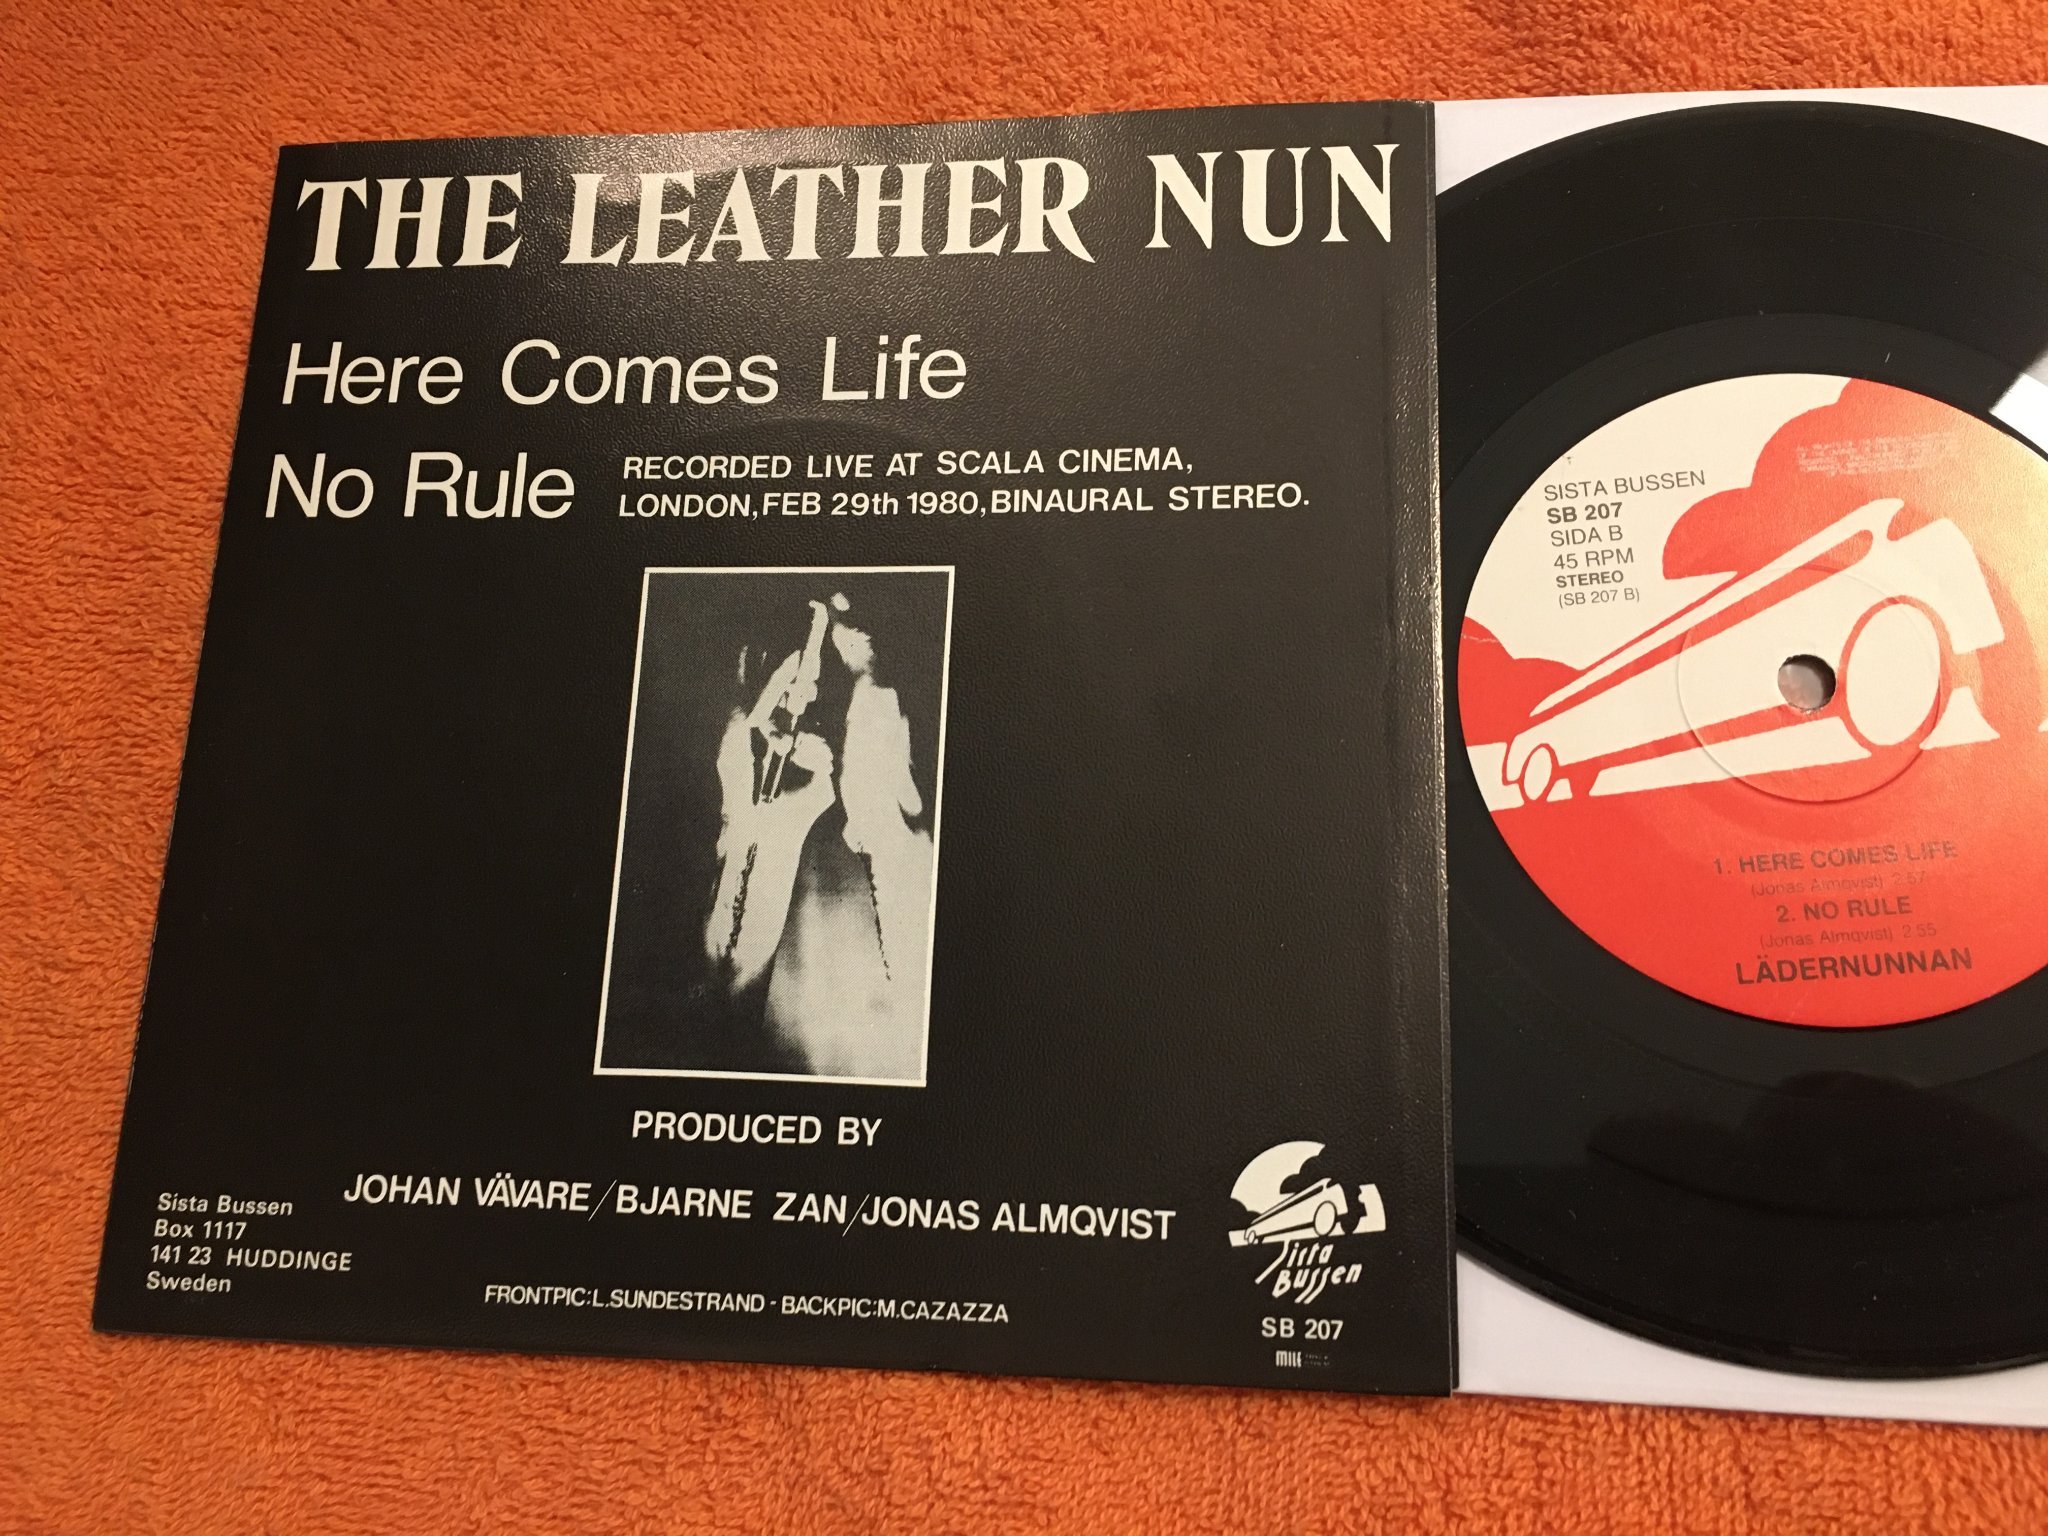 THE LEATHER NUN
Here Comes Life
No Rule
RECORDED LIVE AT SCALA CINEMA,
LONDON, FEB 29th 1980, BINAURAL STEREO.
PRODUCED BY
JOHAN VÄVARE/BJARNE ZAN/JONAS ALMQVIST
Sista Bussen
Box 1117
141 23 HUDDINGE
Sweden
FRONTPIC:L.SUNDESTRAND - BACKPIC:M.CAZAZZA
Sista
Bussen
SB 207
MILE
SISTA BUSSEN
SB 207
SIDA B
45 RPM
STEREO
(SB 207 B)
1. HERE COMES LIFE
(Jonas Almqvist) 2.57
2. NO RULE
(Jonas Almqvist) 2.55
LÄDERNUNNAN